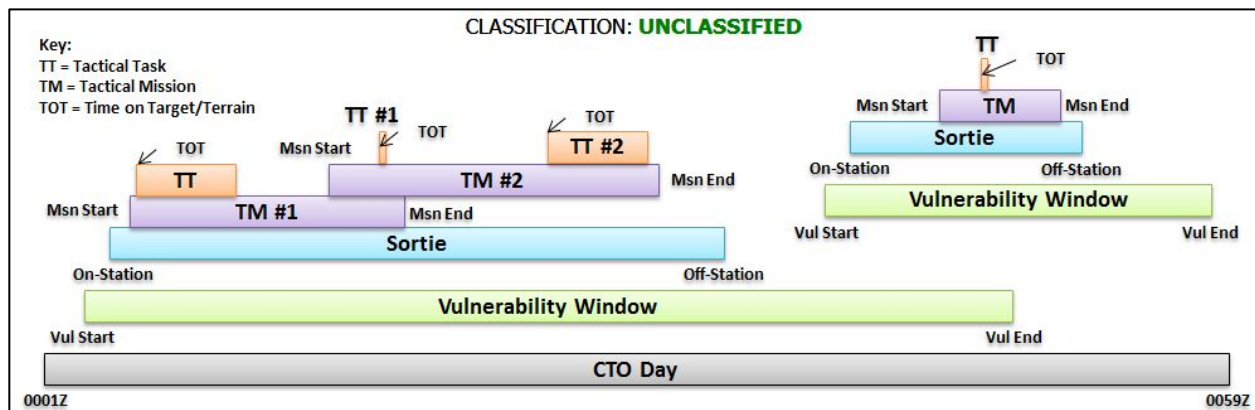 CLASSIFICATION: UNCLASSIFIED
Key:
TT = Tactical Task
TM = Tactical Mission
TOT = Time on Target/Terrain
TT
TOT
Msn Start
TM
Msn End
Sortie
On-Station
Off-Station
Vulnerability Window
Vul Start
Vul End
TT #1
TOT
TOT
TOT
Msn Start
TT
TT #2
TM #2
Msn End
Msn Start
TM #1
Msn End
Sortie
On-Station
Off-Station
Vulnerability Window
Vul Start
Vul End
CTO Day
0001Z
0059Z